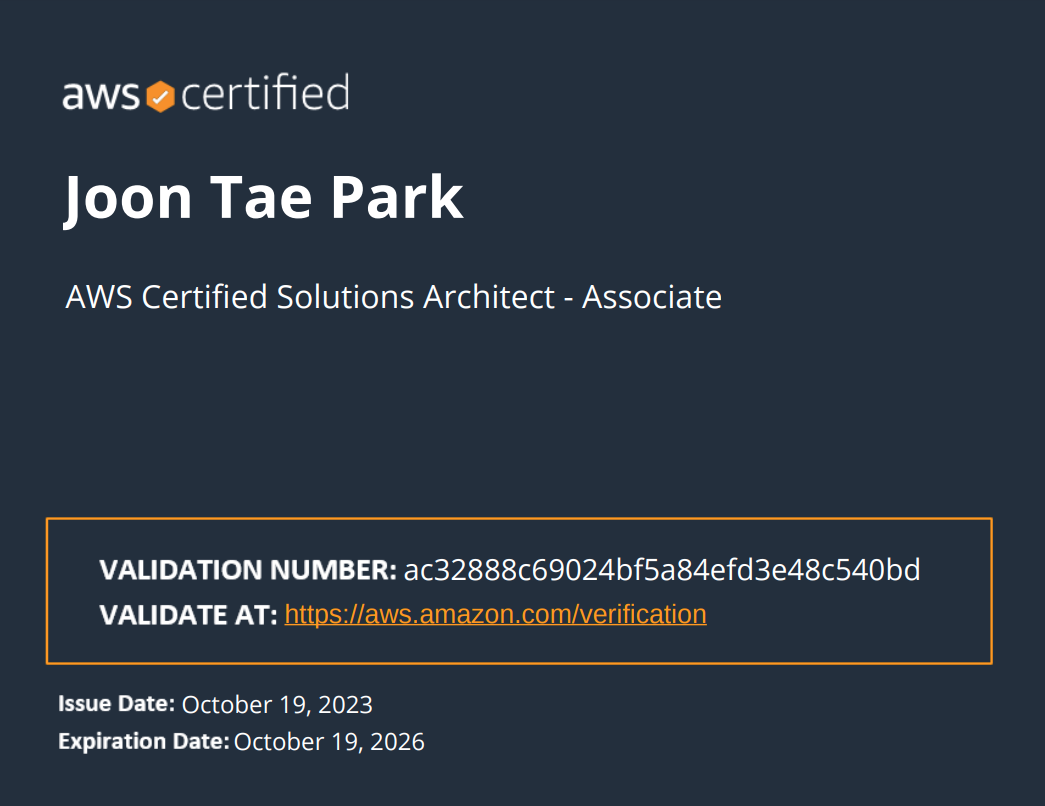 aws certified
Joon Tae Park
AWS Certified Solutions Architect - Associate
VALIDATION NUMBER: ac32888c69024bf5a84efd3e48c540bd
VALIDATE AT: https://aws.amazon.com/verification
Issue Date: October 19, 2023
Expiration Date: October 19, 2026